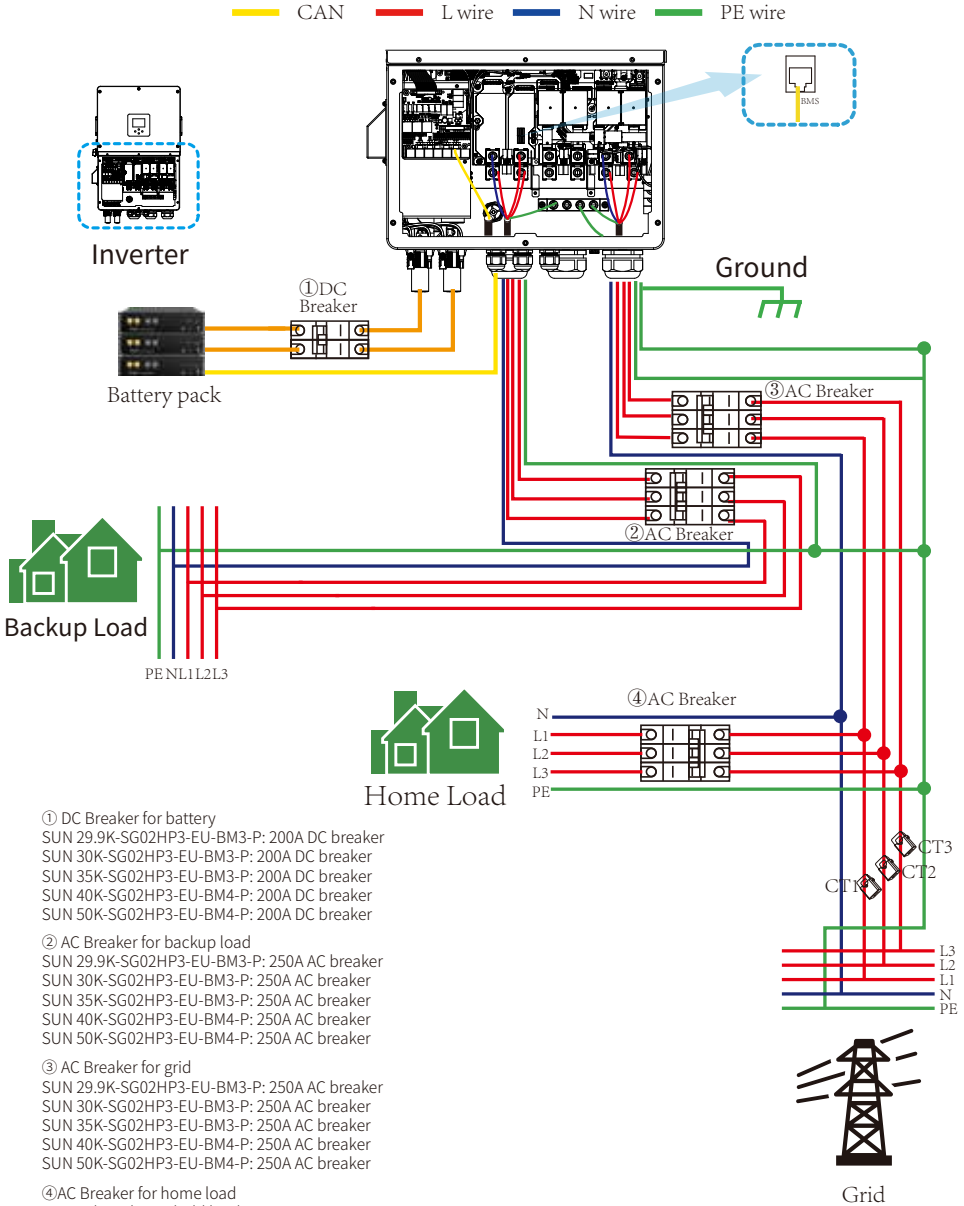 CAN L wire N wire PE wire
BMS
Inverter
①DC
Breaker
Ground
Battery pack
③AC Breaker
②AC Breaker
Backup Load
PE N L1 L2 L3
④AC Breaker
N
L1
L2
L3
PE
Home Load
CT3
CT2
CT1
L3
L2
L1
N
PE
Grid
① DC Breaker for battery
SUN 29.9K-SG02HP3-EU-BM3-P: 200A DC breaker
SUN 30K-SG02HP3-EU-BM3-P: 200A DC breaker
SUN 35K-SG02HP3-EU-BM3-P: 200A DC breaker
SUN 40K-SG02HP3-EU-BM4-P: 200A DC breaker
SUN 50K-SG02HP3-EU-BM4-P: 200A DC breaker
② AC Breaker for backup load
SUN 29.9K-SG02HP3-EU-BM3-P: 250A AC breaker
SUN 30K-SG02HP3-EU-BM3-P: 250A AC breaker
SUN 35K-SG02HP3-EU-BM3-P: 250A AC breaker
SUN 40K-SG02HP3-EU-BM4-P: 250A AC breaker
SUN 50K-SG02HP3-EU-BM4-P: 250A AC breaker
③ AC Breaker for grid
SUN 29.9K-SG02HP3-EU-BM3-P: 250A AC breaker
SUN 30K-SG02HP3-EU-BM3-P: 250A AC breaker
SUN 35K-SG02HP3-EU-BM3-P: 250A AC breaker
SUN 40K-SG02HP3-EU-BM4-P: 250A AC breaker
SUN 50K-SG02HP3-EU-BM4-P: 250A AC breaker
④AC Breaker for home load